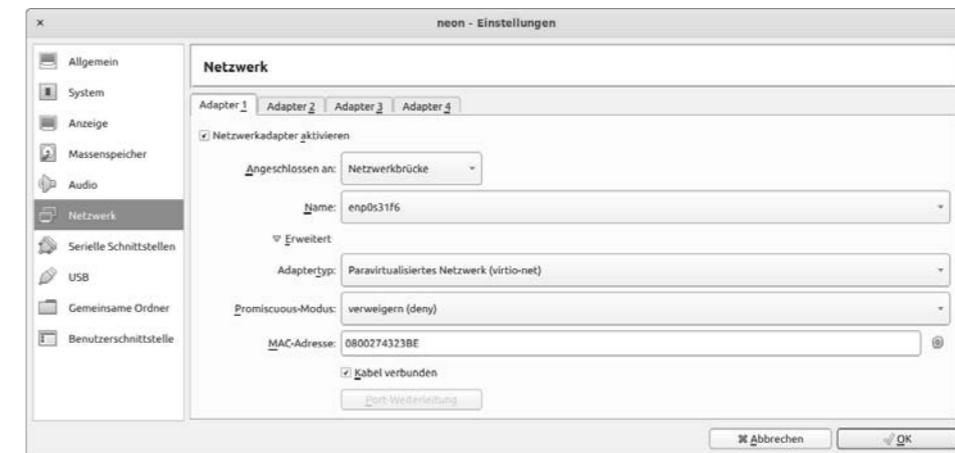 neon - Einstellungen
Allgemein
System
Anzeige
Massenspeicher
Audio
Netzwerk
Serielle Schnittstellen
USB
Gemeinsame Ordner
Benutzerschnittstelle
Netzwerk
Adapter 1 Adapter 2 Adapter 3 Adapter 4
Netzwerkadapter aktivieren
Angeschlossen an: Netzwerkbrücke
Name: enp0s31f6
Erweitert
Adaptertyp: Paravirtualisiertes Netzwerk (virtio-net)
Promiscuous-Modus: verweigern (deny)
MAC-Adresse: 0800274323BE
Kabel verbunden
Port-Weiterleitung
Abbrechen OK